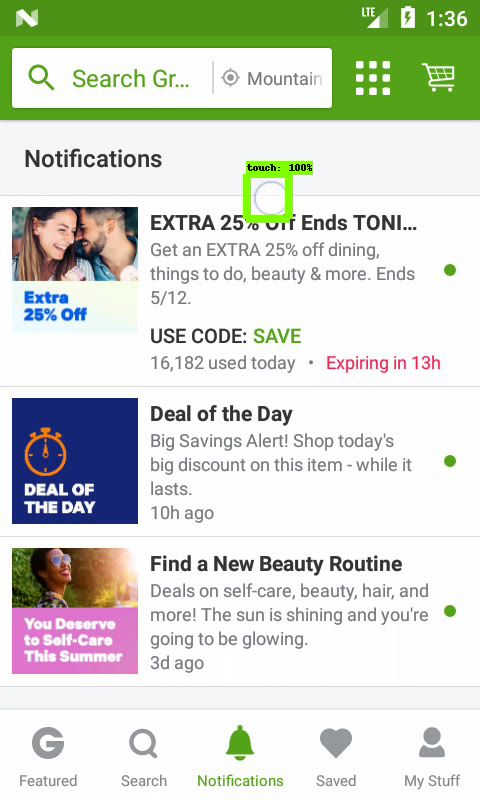 LTE 1:36
Search Gr... Mountain
Notifications
touch: 100%
EXTRA 25% Off Ends TONI...
Get an EXTRA 25% off dining,
things to do, beauty & more. Ends
5/12.
Extra
25% Off
USE CODE: SAVE
16,182 used today • Expiring in 13h
Deal of the Day
Big Savings Alert! Shop today's
big discount on this item - while it
lasts.
10h ago
DEAL OF
THE DAY
Find a New Beauty Routine
Deals on self-care, beauty, hair, and
more! The sun is shining and you're
going to be glowing.
3d ago
You Deserve
to Self-Care
This Summer
G
Featured Search Notifications Saved My Stuff